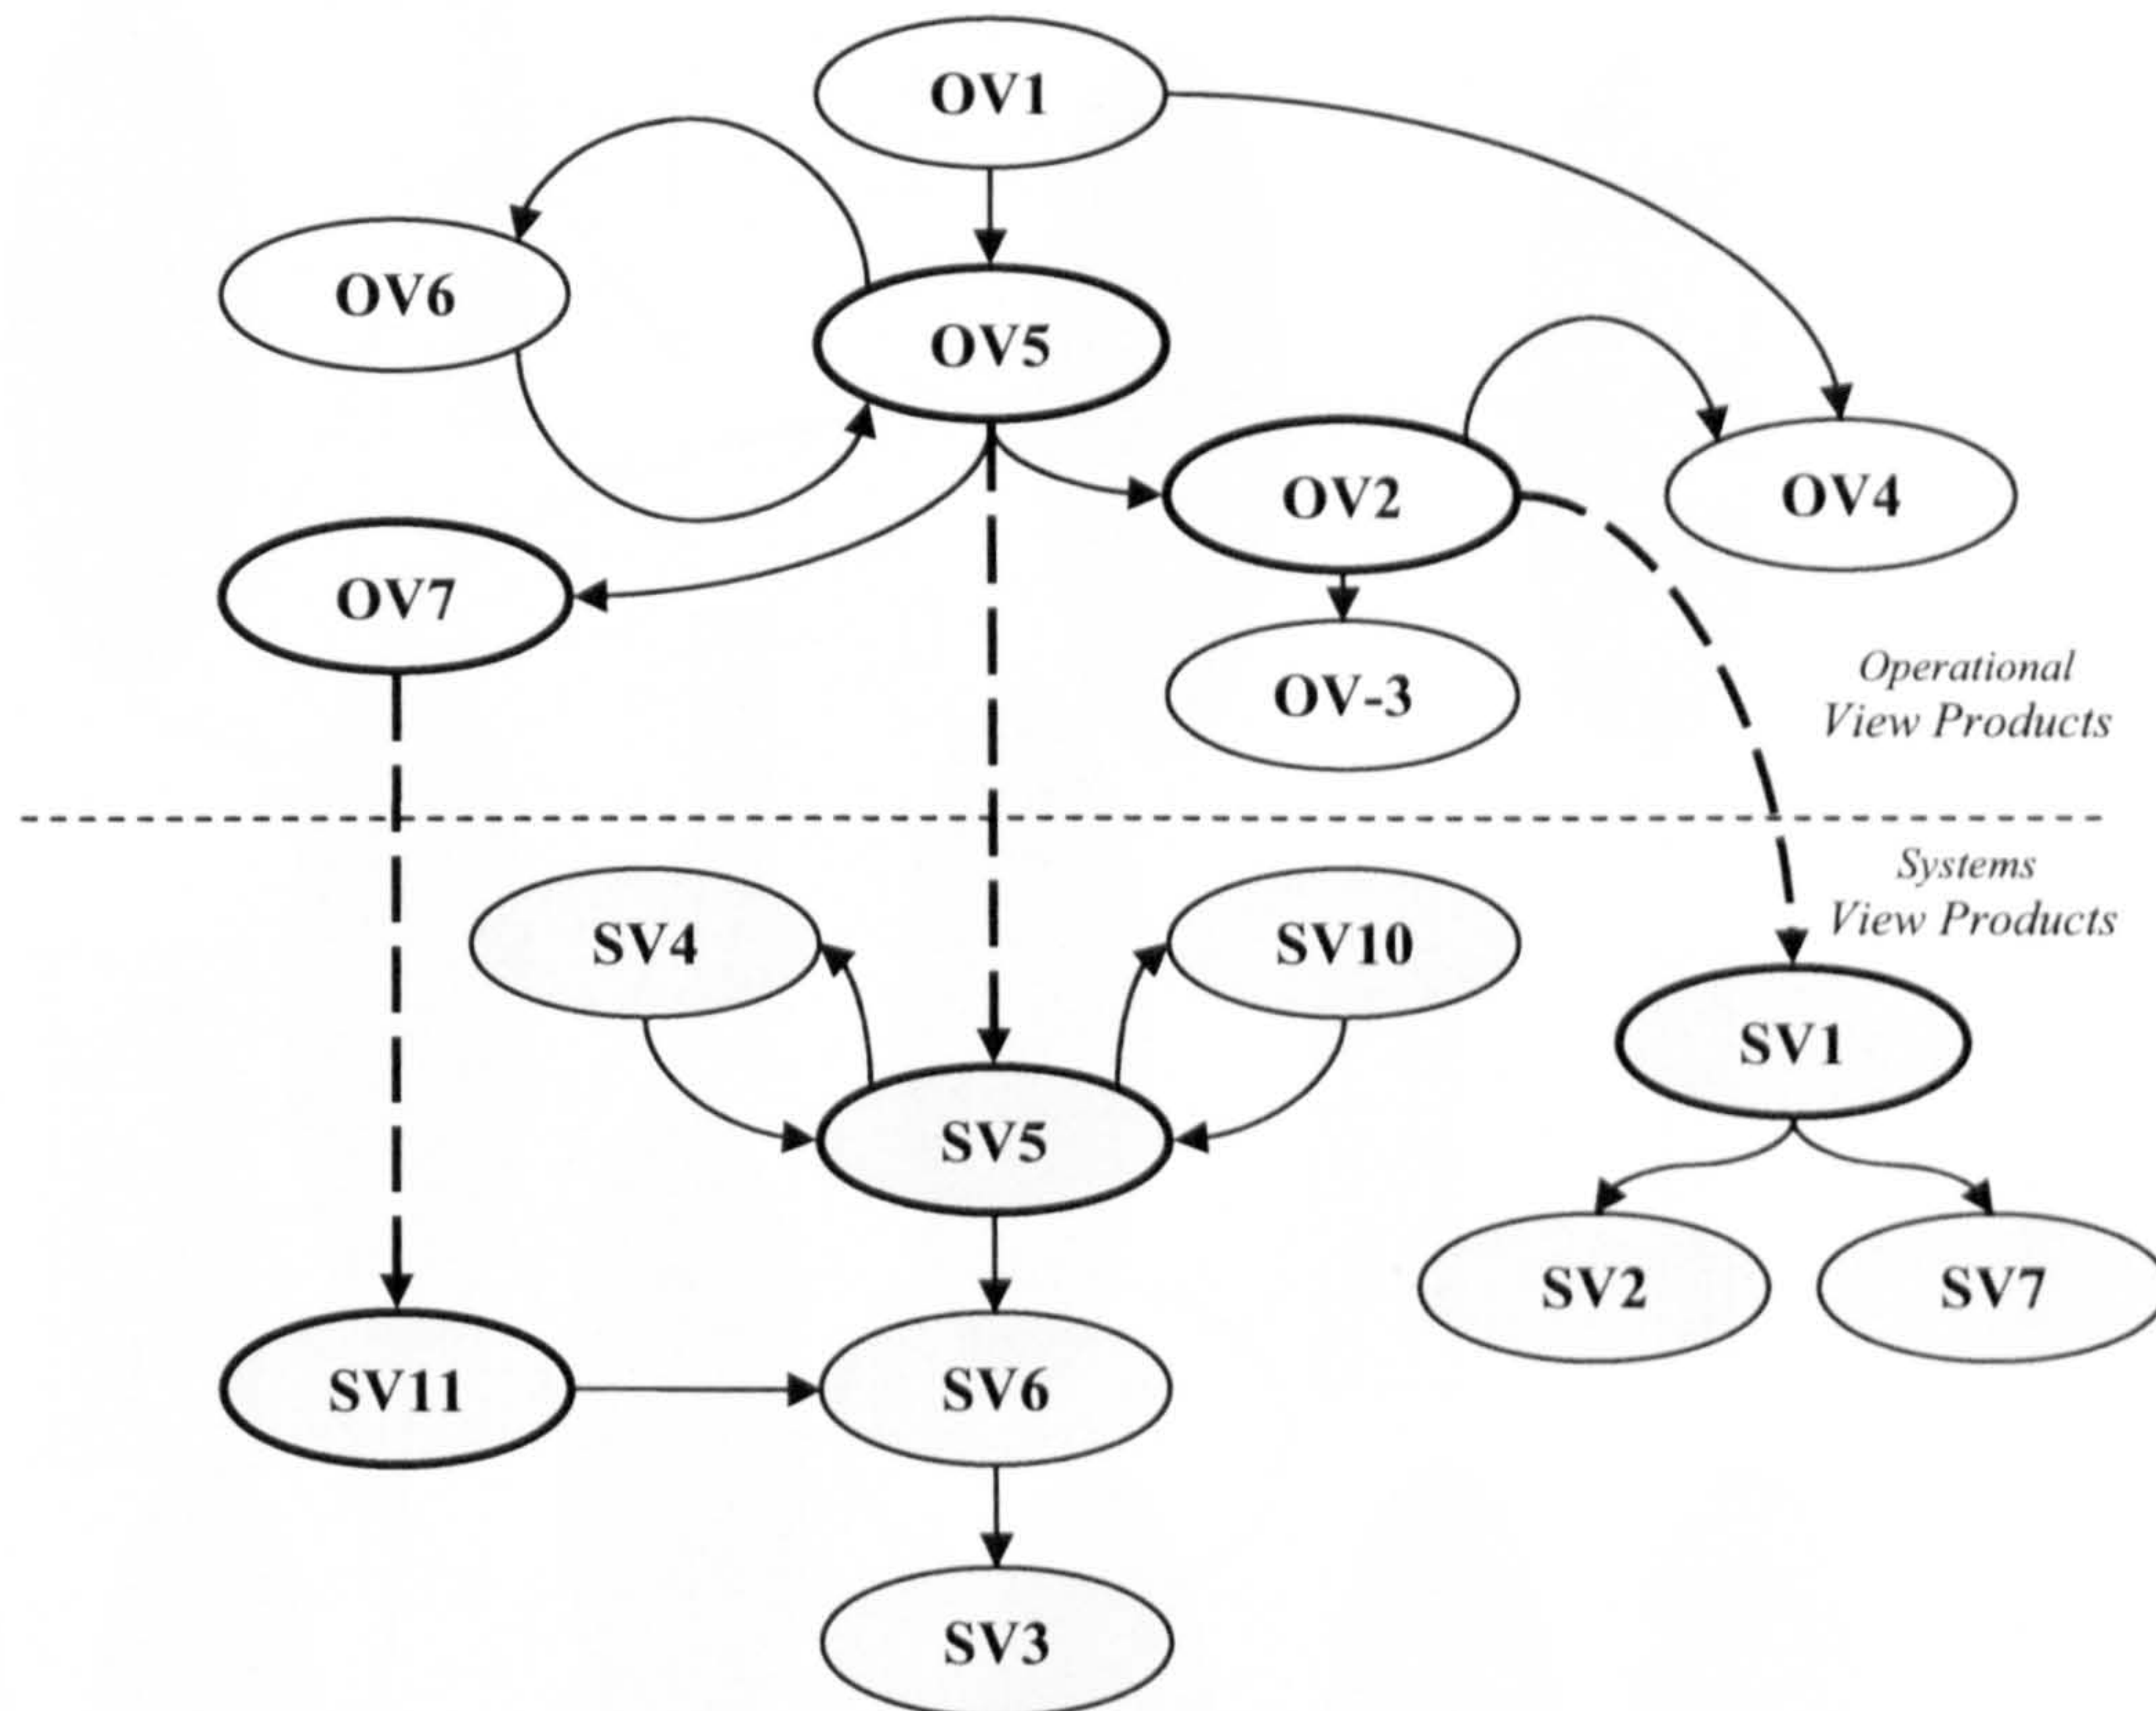 OV1
OV6
OV5
OV2
OV4
OV7
OV-3
Operational
View Products
Systems
View Products
SV4
SV10
SV1
SV5
SV2
SV7
SV11
SV6
SV3